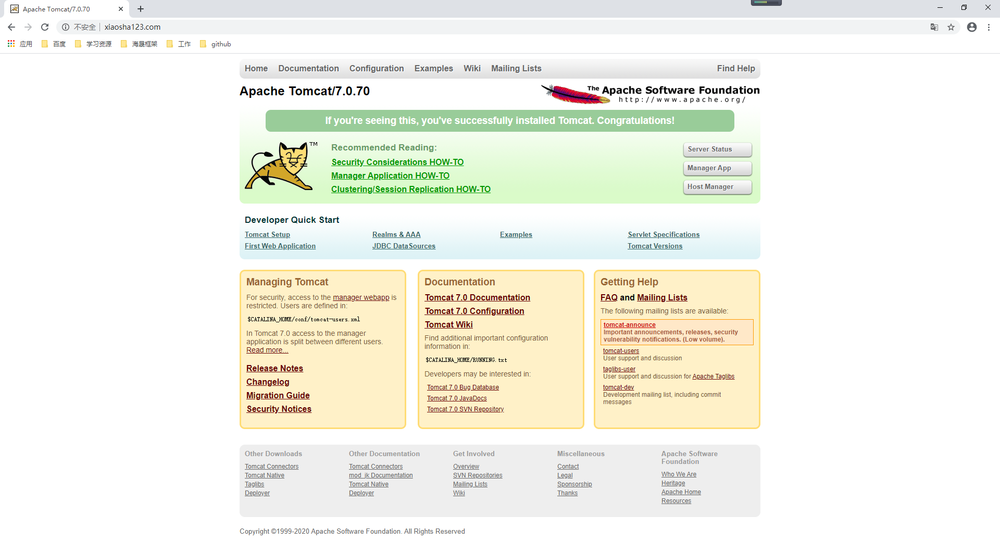 Apache Tomcat/7.0.70
不安全 xiaosha123.com
应用 百度 学习资源 海晟框架 工作 github
Home Documentation Configuration Examples Wiki Mailing Lists Find Help
Apache Tomcat/7.0.70
The Apache Software Foundation
http://www.apache.org/
If you're seeing this, you've successfully installed Tomcat. Congratulations!
TM
Recommended Reading:
Security Considerations HOW-TO
Manager Application HOW-TO
Clustering/Session Replication HOW-TO
Server Status
Manager App
Host Manager
Developer Quick Start
Tomcat Setup
First Web Application
Realms & AAA
JDBC DataSources
Examples
Servlet Specifications
Tomcat Versions
Managing Tomcat
For security, access to the manager webapp is
restricted. Users are defined in:
$CATALINA_HOME/conf/tomcat-users.xml
In Tomcat 7.0 access to the manager
application is split between different users.
Read more...
Release Notes
Changelog
Migration Guide
Security Notices
Documentation
Tomcat 7.0 Documentation
Tomcat 7.0 Configuration
Tomcat Wiki
Find additional important configuration
information in:
$CATALINA_HOME/RUNNING.txt
Developers may be interested in:
Tomcat 7.0 Bug Database
Tomcat 7.0 JavaDocs
Tomcat 7.0 SVN Repository
Getting Help
FAQ and Mailing Lists
The following mailing lists are available:
tomcat-announce
Important announcements, releases, security
vulnerability notifications. (Low volume).
tomcat-users
User support and discussion
taglibs-user
User support and discussion for Apache Taglibs
tomcat-dev
Development mailing list, including commit
messages
Other Downloads
Tomcat Connectors
Tomcat Native
Taglibs
Deployer
Other Documentation
Tomcat Connectors
mod_jk Documentation
Tomcat Native
Deployer
Get Involved
Overview
SVN Repositories
Mailing Lists
Wiki
Miscellaneous
Contact
Legal
Sponsorship
Thanks
Apache Software
Foundation
Who We Are
Heritage
Apache Home
Resources
Copyright ©1999-2020 Apache Software Foundation. All Rights Reserved